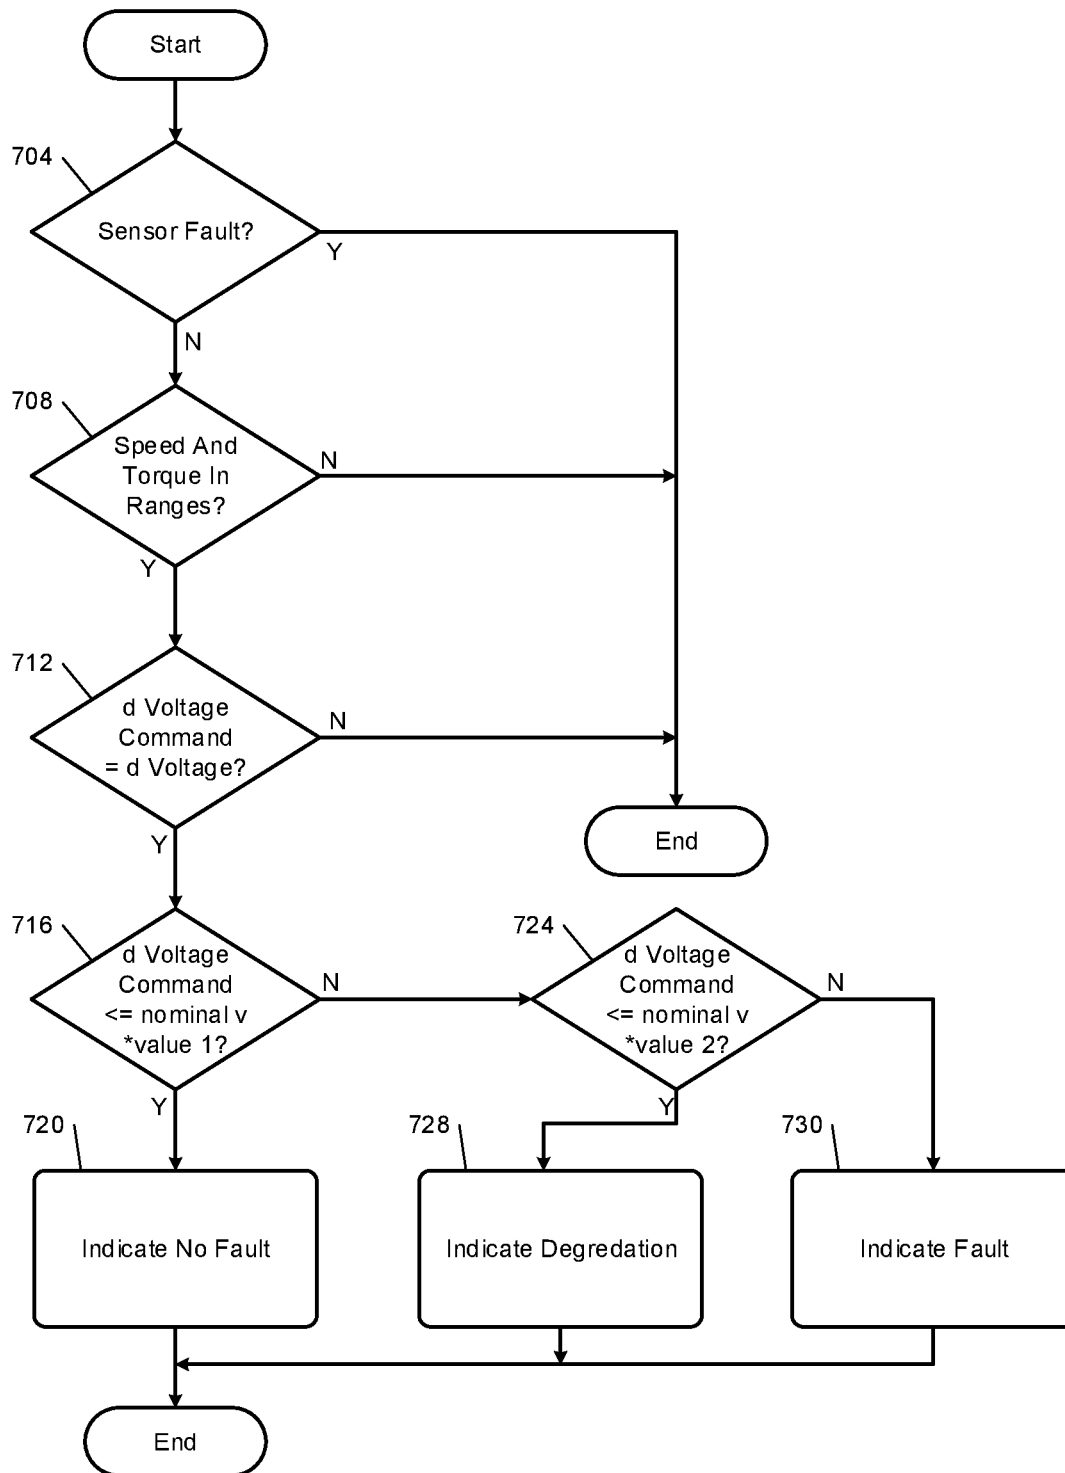 Start
704
Sensor Fault?
Y
N
708
Speed And
Torque In
Ranges?
N
Y
712
d Voltage
Command
= d Voltage?
N
Y
End
716
d Voltage
Command
<= nominal v
*value 1?
N
Y
724
d Voltage
Command
<= nominal v
*value 2?
N
Y
720
Indicate No Fault
728
Indicate Degredation
730
Indicate Fault
End